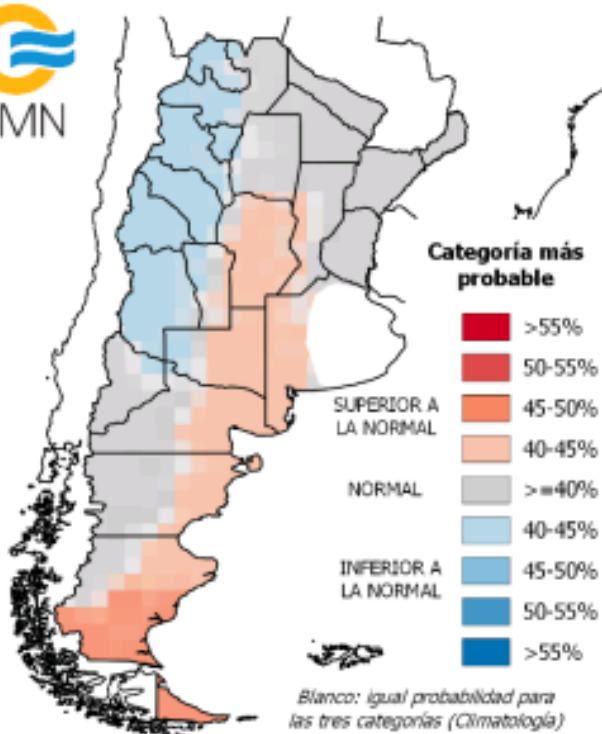 MN
Categoría más
probable
>55%
50-55%
SUPERIOR A
LA NORMAL
45-50%
40-45%
NORMAL
>=40%
40-45%
INFERIOR A
LA NORMAL
45-50%
50-55%
>55%
Blanco: igual probabilidad para
las tres categorías (Climatología)